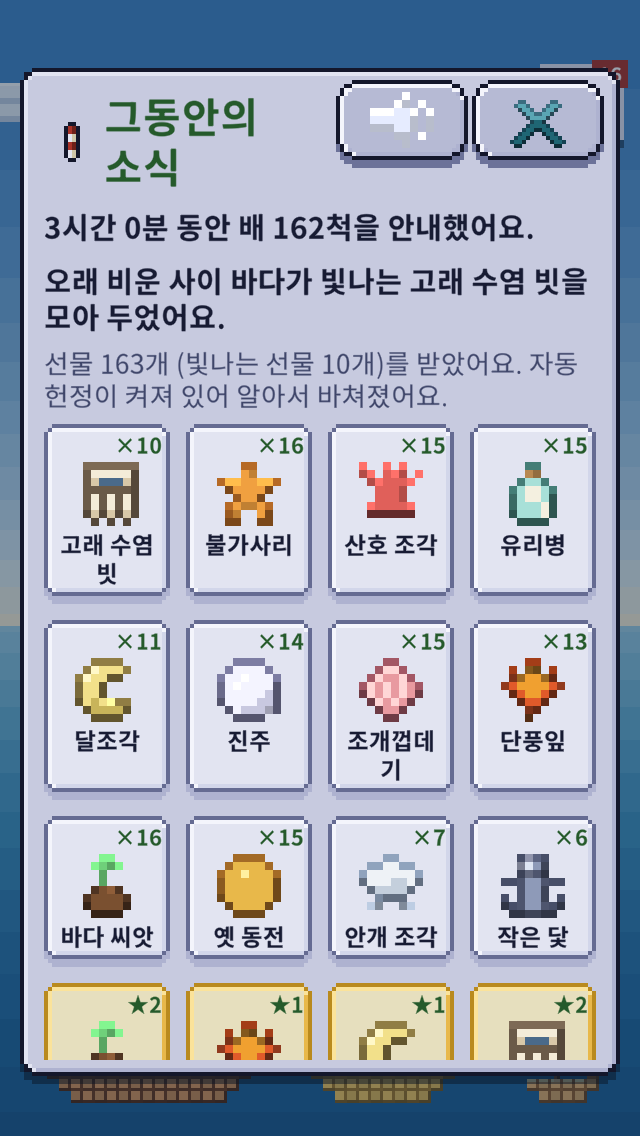 그동안의
소식
3시간 0분 동안 배 162척을 안내했어요.
오래 비운 사이 바다가 빛나는 고래 수염 빗을
모아 두었어요.
선물 163개 (빛나는 선물 10개)를 받았어요. 자동
헌정이 켜져 있어 알아서 바쳐졌어요.
×10
고래 수염
빗
×16
불가사리
×15
산호 조각
×15
유리병
×11
달조각
×14
진주
×15
조개껍데
기
×13
단풍잎
×16
바다 씨앗
×15
옛 동전
×7
안개 조각
×6
작은 닻
★2
★1
★1
★2